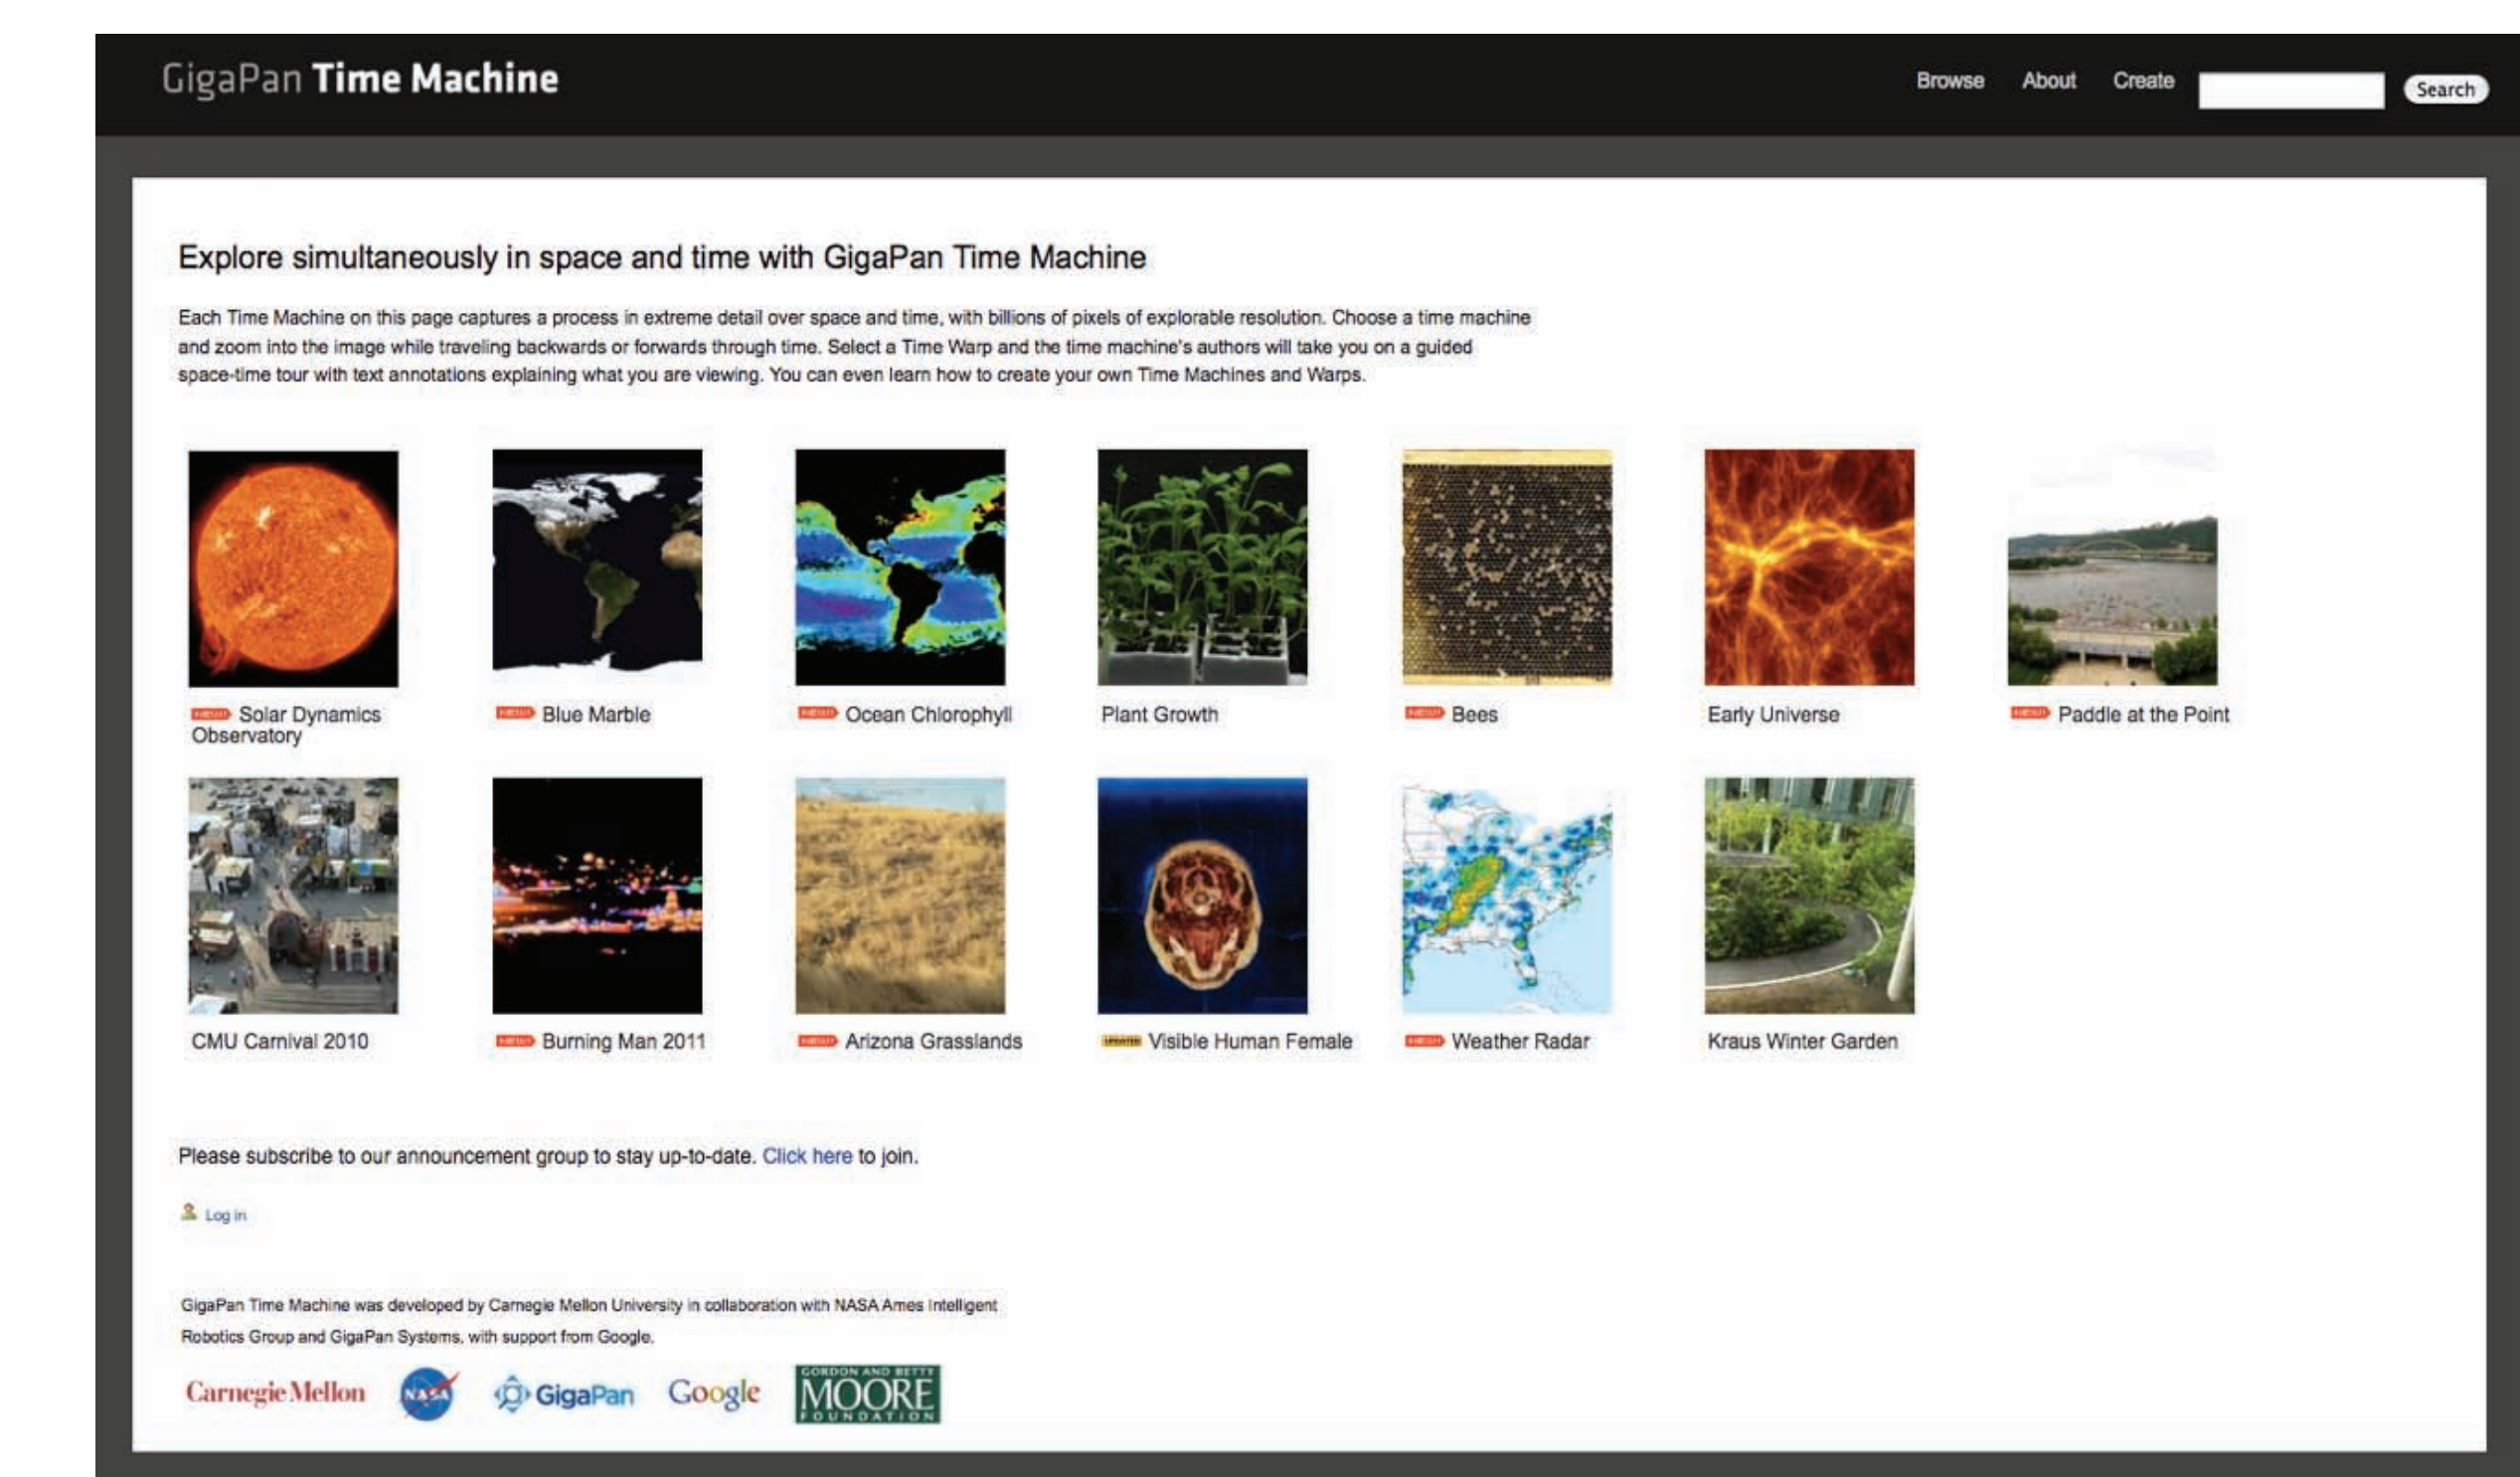 GigaPan Time Machine
Browse About Create Search
Explore simultaneously in space and time with GigaPan Time Machine
Each Time Machine on this page captures a process in extreme detail over space and time, with billions of pixels of explorable resolution. Choose a time machine
and zoom into the image while traveling backwards or forwards through time. Select a Time Warp and the time machine's authors will take you on a guided
space-time tour with text annotations explaining what you are viewing. You can even learn how to create your own Time Machines and Warps.
NEW! Solar Dynamics
Observatory
NEW! Blue Marble
NEW! Ocean Chlorophyll
Plant Growth
NEW! Bees
Early Universe
NEW! Paddle at the Point
CMU Carnival 2010
NEW! Burning Man 2011
NEW! Arizona Grasslands
UPDATED Visible Human Female
NEW! Weather Radar
Kraus Winter Garden
Please subscribe to our announcement group to stay up-to-date. Click here to join.
Log in
GigaPan Time Machine was developed by Carnegie Mellon University in collaboration with NASA Ames Intelligent
Robotics Group and GigaPan Systems, with support from Google.
Carnegie Mellon
NASA
GigaPan
Google
GORDON AND BETTY
MOORE
FOUNDATION